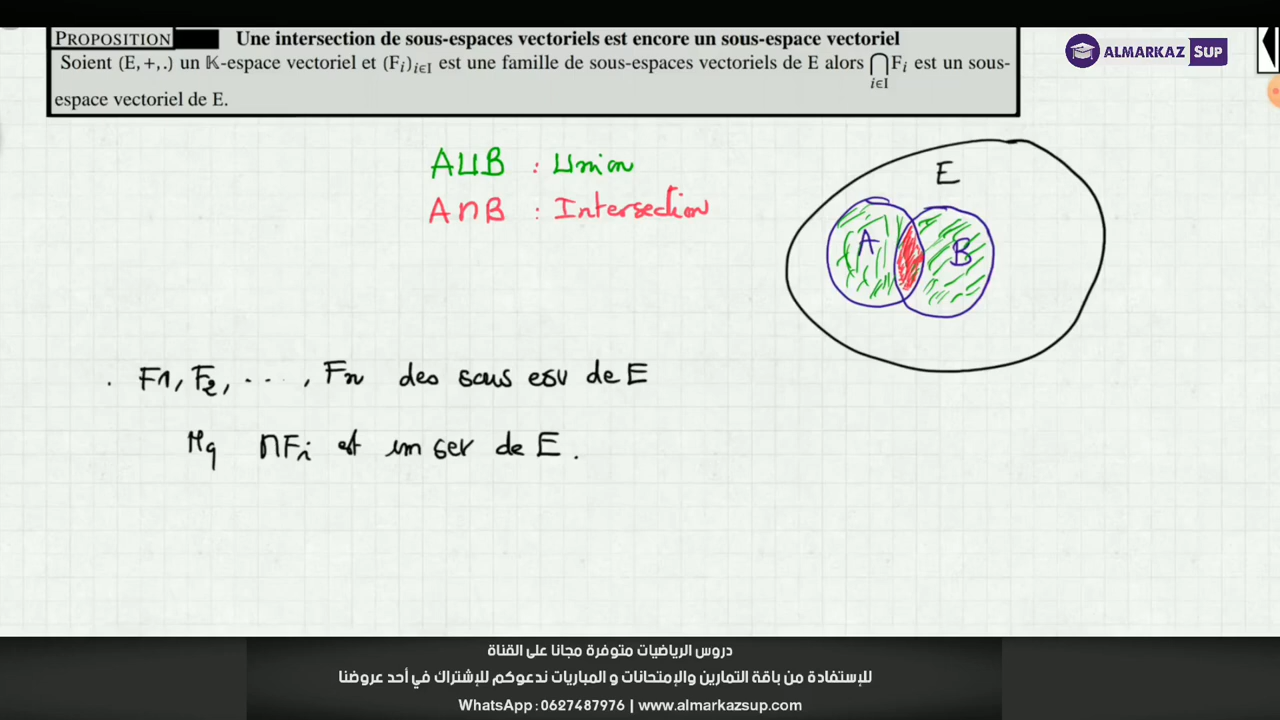 PROPOSITION Une intersection de sous-espaces vectoriels est encore un sous-espace vectoriel
Soient (E, +, .) un 𝕂-espace vectoriel et (Fᵢ)ᵢ∈I est une famille de sous-espaces vectoriels de E alors ⋂ Fᵢ est un sous-
i∈I
espace vectoriel de E.
ALMARKAZ SUP
A∪B : Union
A∩B : Intersection
E
A
B
. F1, F2, ..., Fn des sous esv de E
Mq ∩Fi est un sev de E.
دروس الرياضيات متوفرة مجانا على القناة
للإستفادة من باقة التمارين والإمتحانات و المباريات ندعوكم للإشتراك في أحد عروضنا
WhatsApp : 0627487976 | www.almarkazsup.com